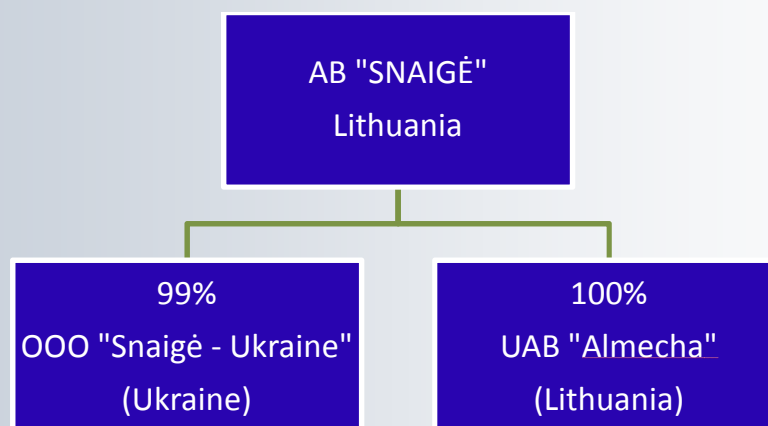 AB "SNAIGĖ"
Lithuania
99%
OOO "Snaigė - Ukraine"
(Ukraine)
100%
UAB "Almecha"
(Lithuania)